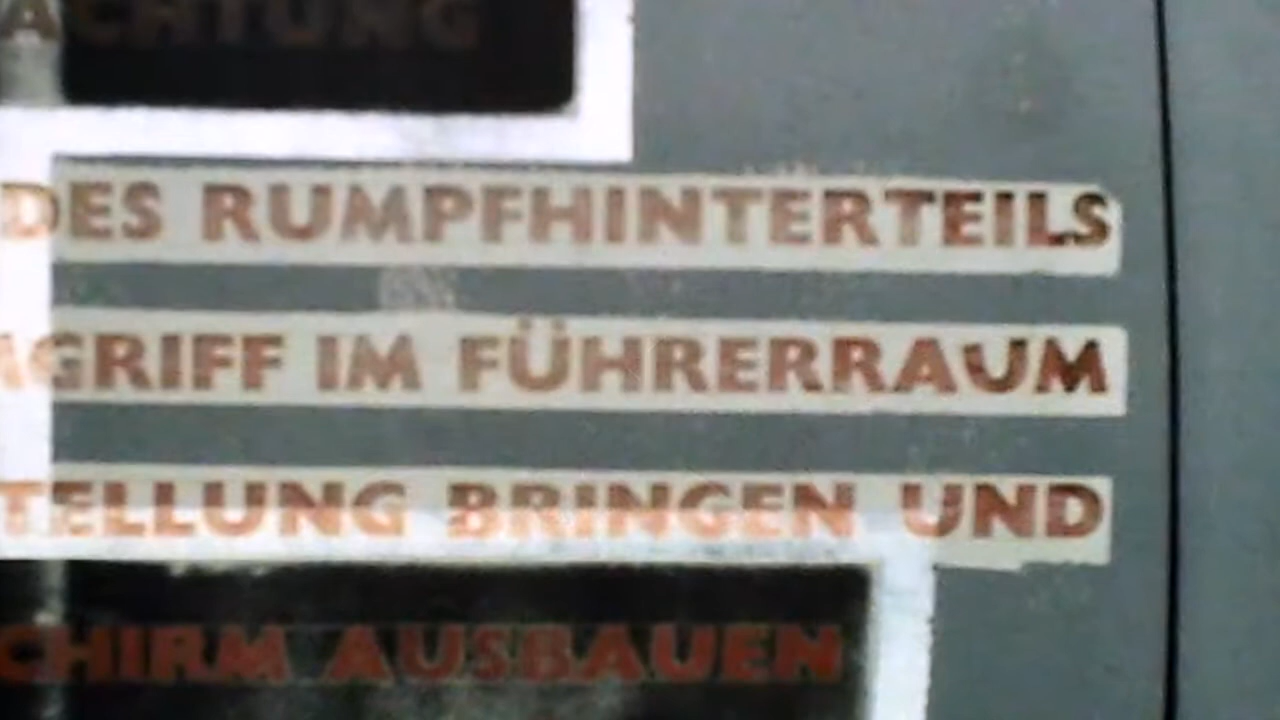 ACHTUNG
DES RUMPFHINTERTEILS
GRIFF IM FÜHRERRAUM
TELLUNG BRINGEN UND
CHIRM AUSBAUEN